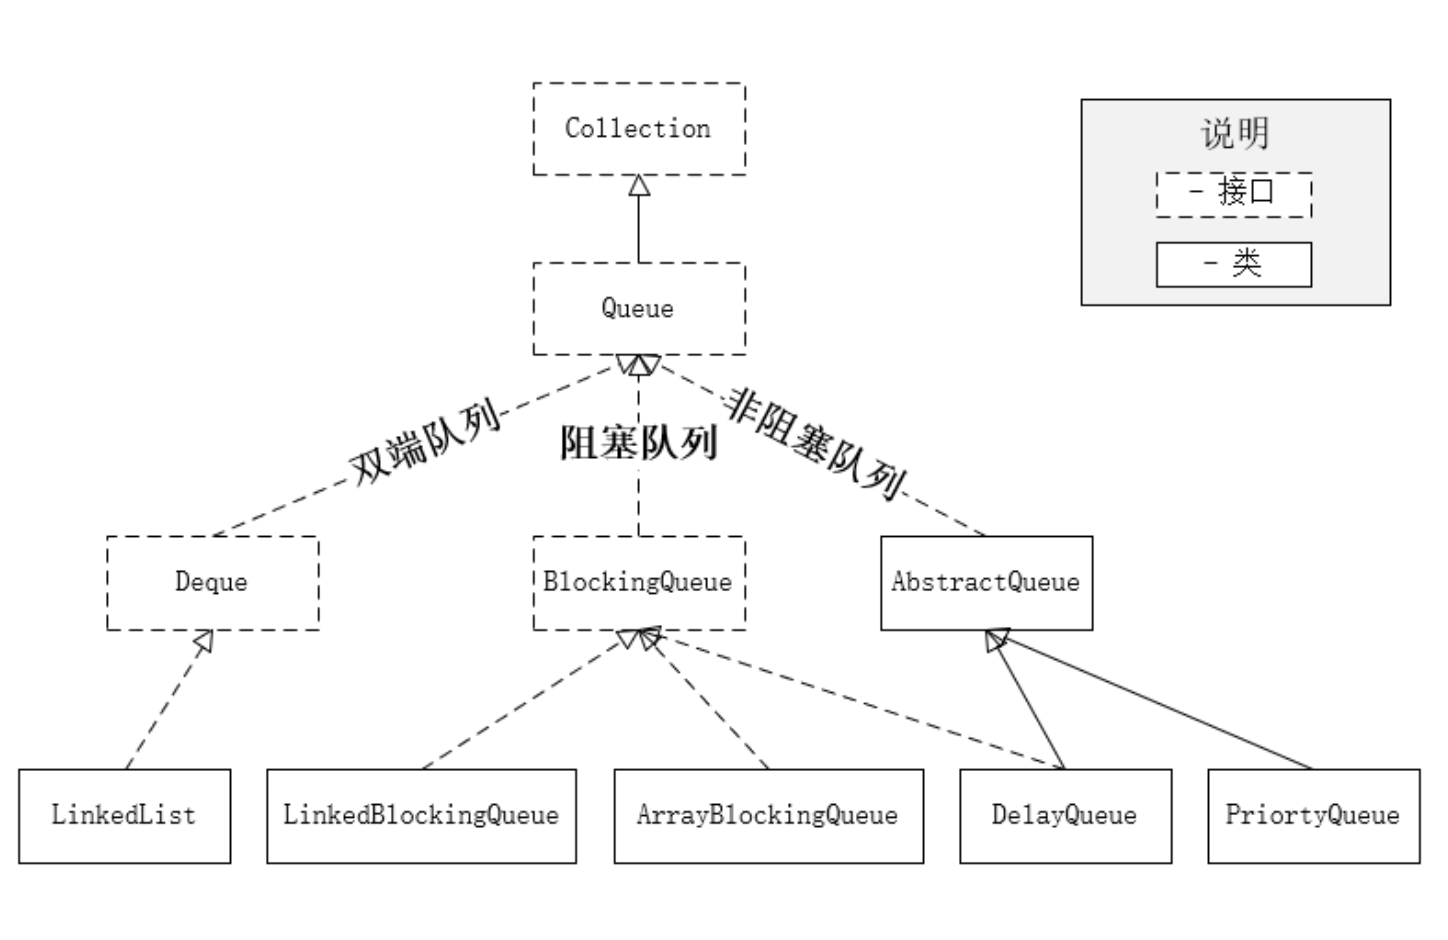 Collection
说明
- 接口
- 类
Queue
双端队列
阻塞队列
非阻塞队列
Deque
BlockingQueue
AbstractQueue
LinkedList
LinkedBlockingQueue
ArrayBlockingQueue
DelayQueue
PriortyQueue